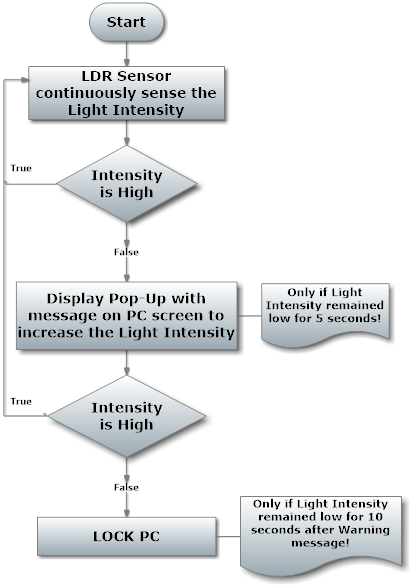 Start
LDR Sensor
continuously sense the
Light Intensity
True
Intensity
is High
False
Display Pop-Up with
message on PC screen to
increase the Light Intensity
Only if Light
Intensity remained
low for 5 seconds!
True
Intensity
is High
False
LOCK PC
Only if Light Intensity
remained low for 10
seconds after Warning
message!